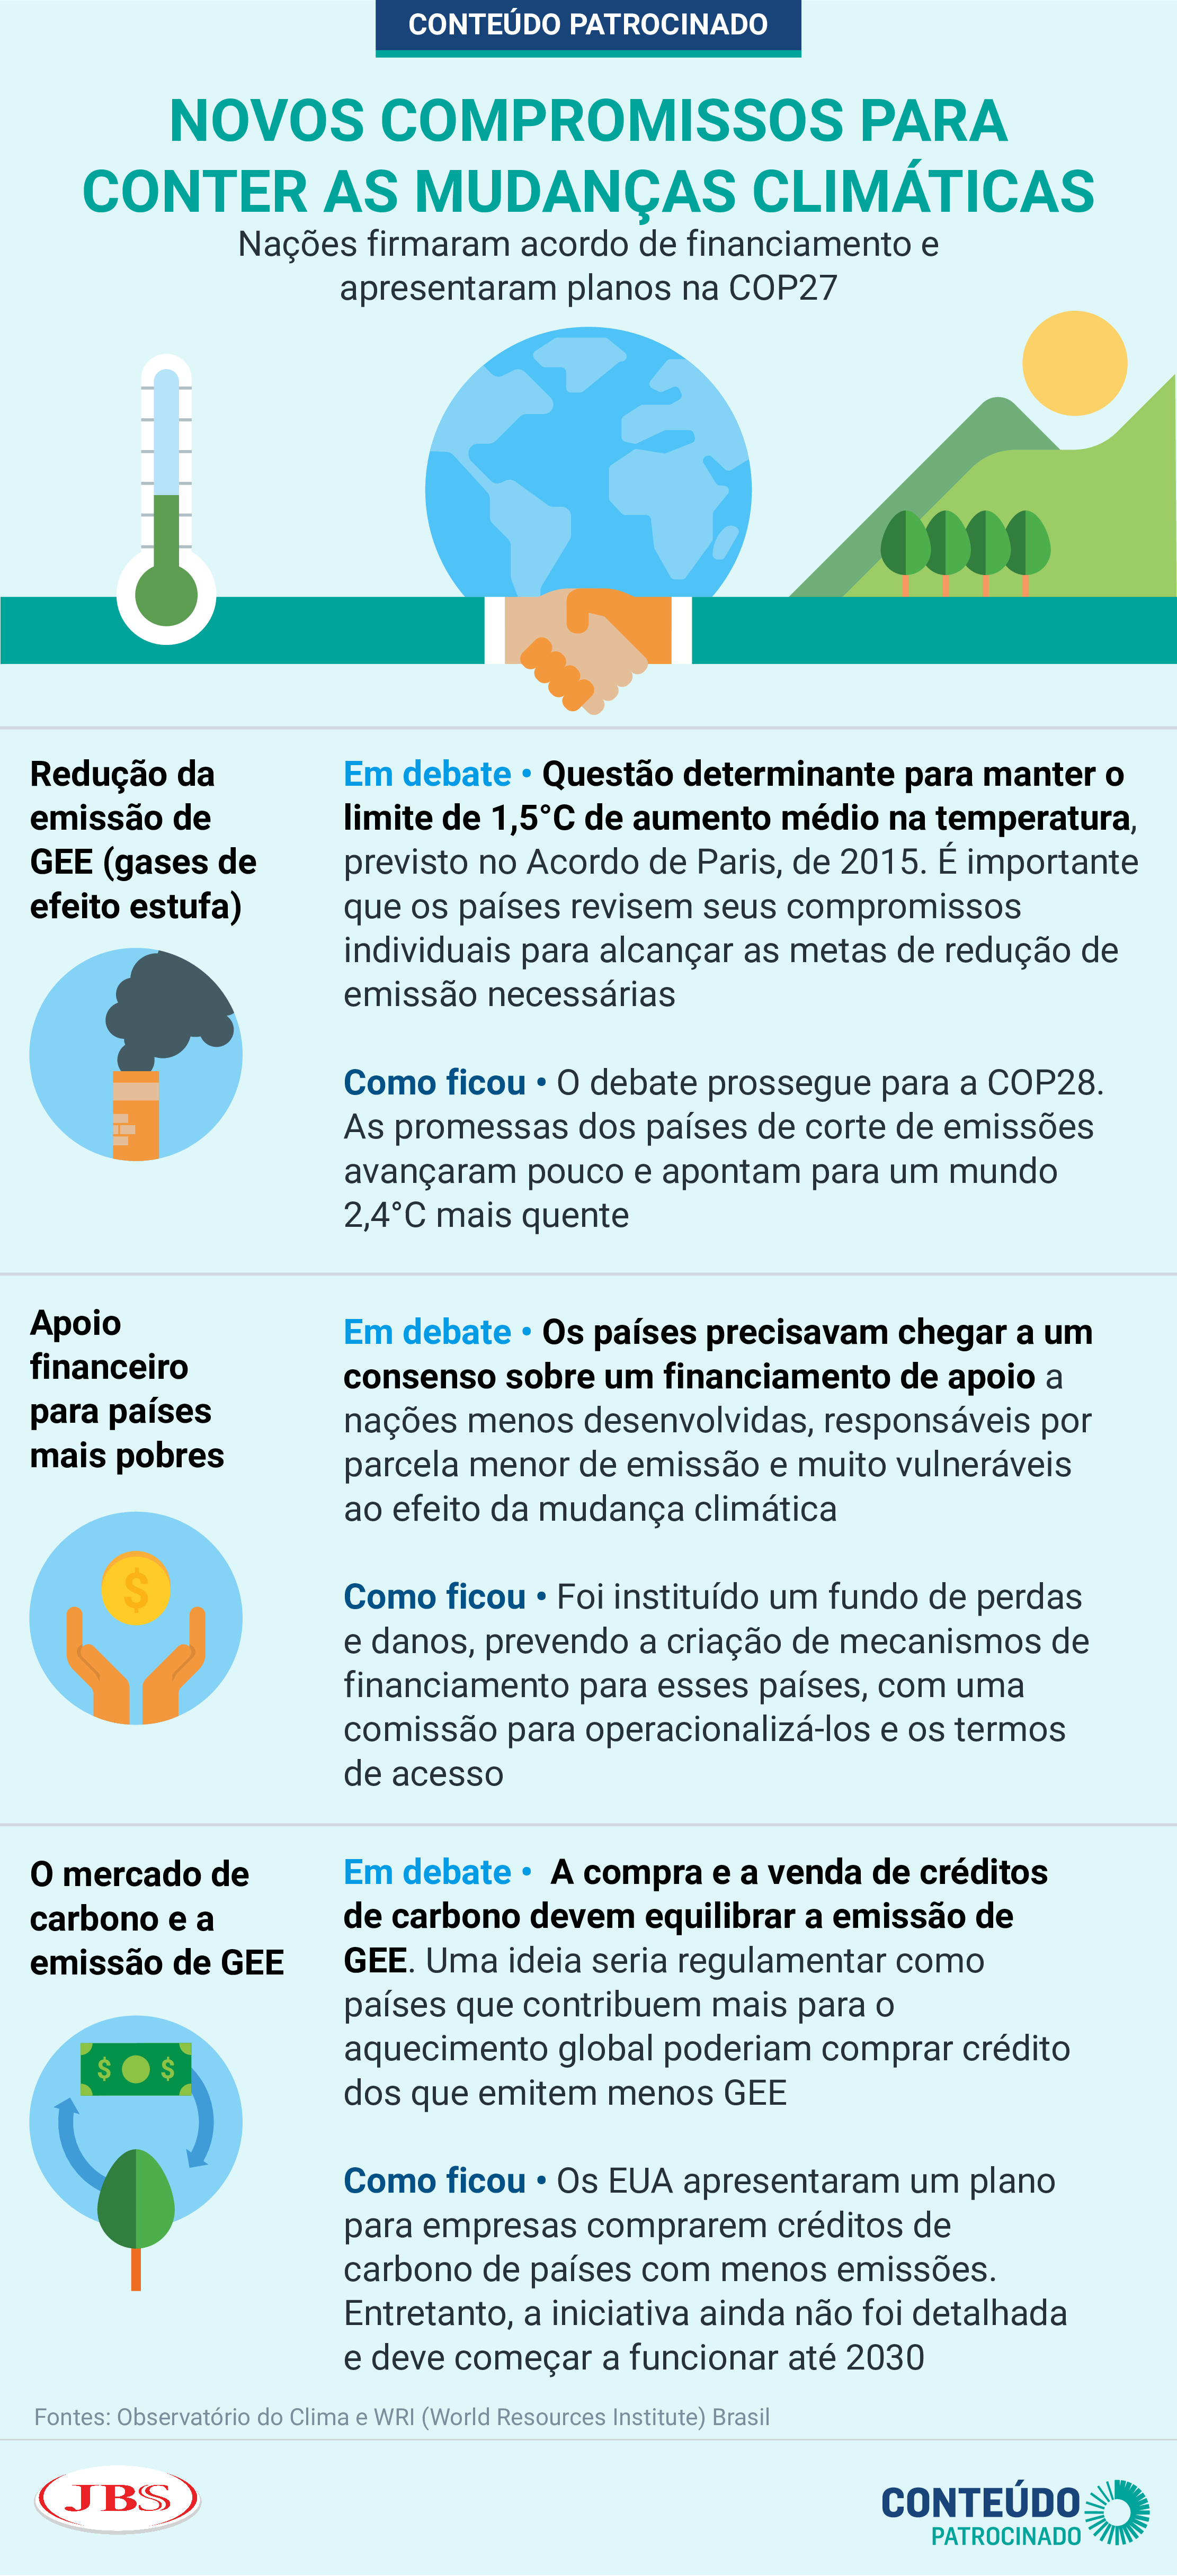 CONTEÚDO PATROCINADO
NOVOS COMPROMISSOS PARA
CONTER AS MUDANÇAS CLIMÁTICAS
Nações firmaram acordo de financiamento e
apresentaram planos na COP27
Redução da
emissão de
GEE (gases de
efeito estufa)
Em debate • Questão determinante para manter o
limite de 1,5°C de aumento médio na temperatura,
previsto no Acordo de Paris, de 2015. É importante
que os países revisem seus compromissos
individuais para alcançar as metas de redução de
emissão necessárias
Como ficou • O debate prossegue para a COP28.
As promessas dos países de corte de emissões
avançaram pouco e apontam para um mundo
2,4°C mais quente
Apoio
financeiro
para países
mais pobres
$
Em debate • Os países precisavam chegar a um
consenso sobre um financiamento de apoio a
nações menos desenvolvidas, responsáveis por
parcela menor de emissão e muito vulneráveis
ao efeito da mudança climática
Como ficou • Foi instituído um fundo de perdas
e danos, prevendo a criação de mecanismos de
financiamento para esses países, com uma
comissão para operacionalizá-los e os termos
de acesso
O mercado de
carbono e a
emissão de GEE
$ $
Em debate • A compra e a venda de créditos
de carbono devem equilibrar a emissão de
GEE. Uma ideia seria regulamentar como
países que contribuem mais para o
aquecimento global poderiam comprar crédito
dos que emitem menos GEE
Como ficou • Os EUA apresentaram um plano
para empresas comprarem créditos de
carbono de países com menos emissões.
Entretanto, a iniciativa ainda não foi detalhada
e deve começar a funcionar até 2030
Fontes: Observatório do Clima e WRI (World Resources Institute) Brasil
JBS
CONTEÚDO
PATROCINADO